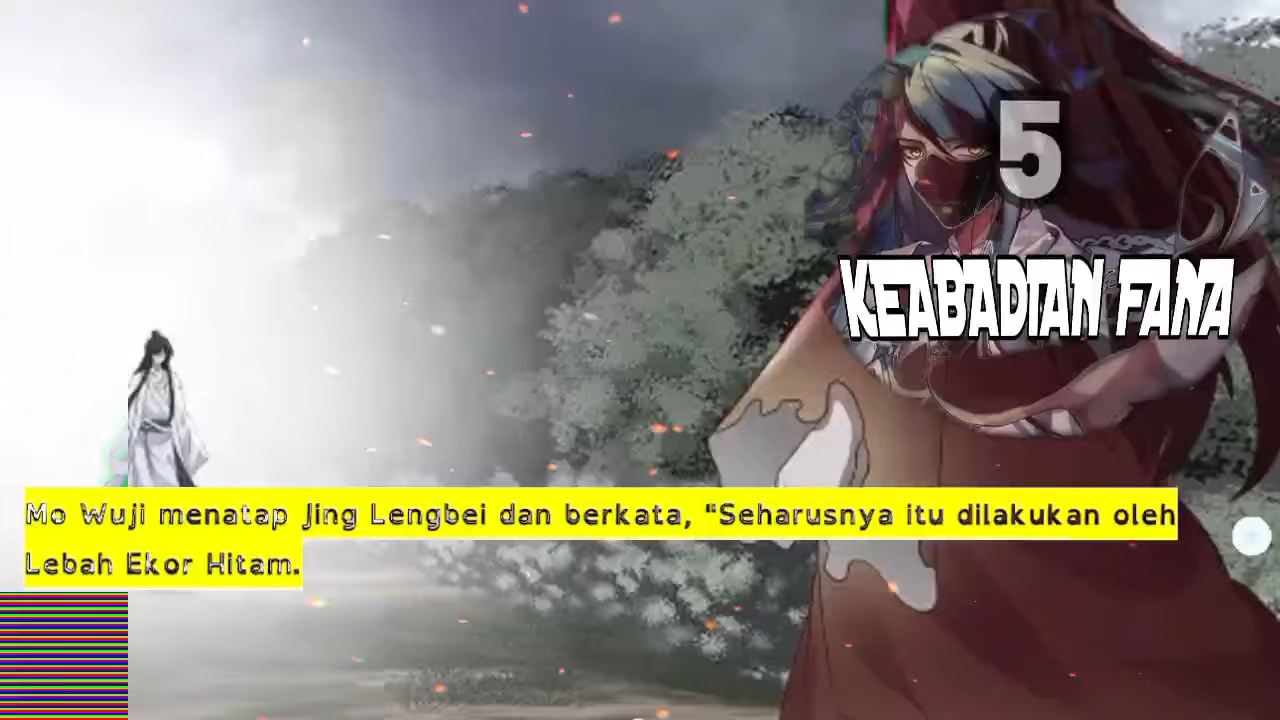 5
KEABADIAN FANA
Mo Wuji menatap Jing Lengbei dan berkata, "Seharusnya itu dilakukan oleh
Lebah Ekor Hitam.